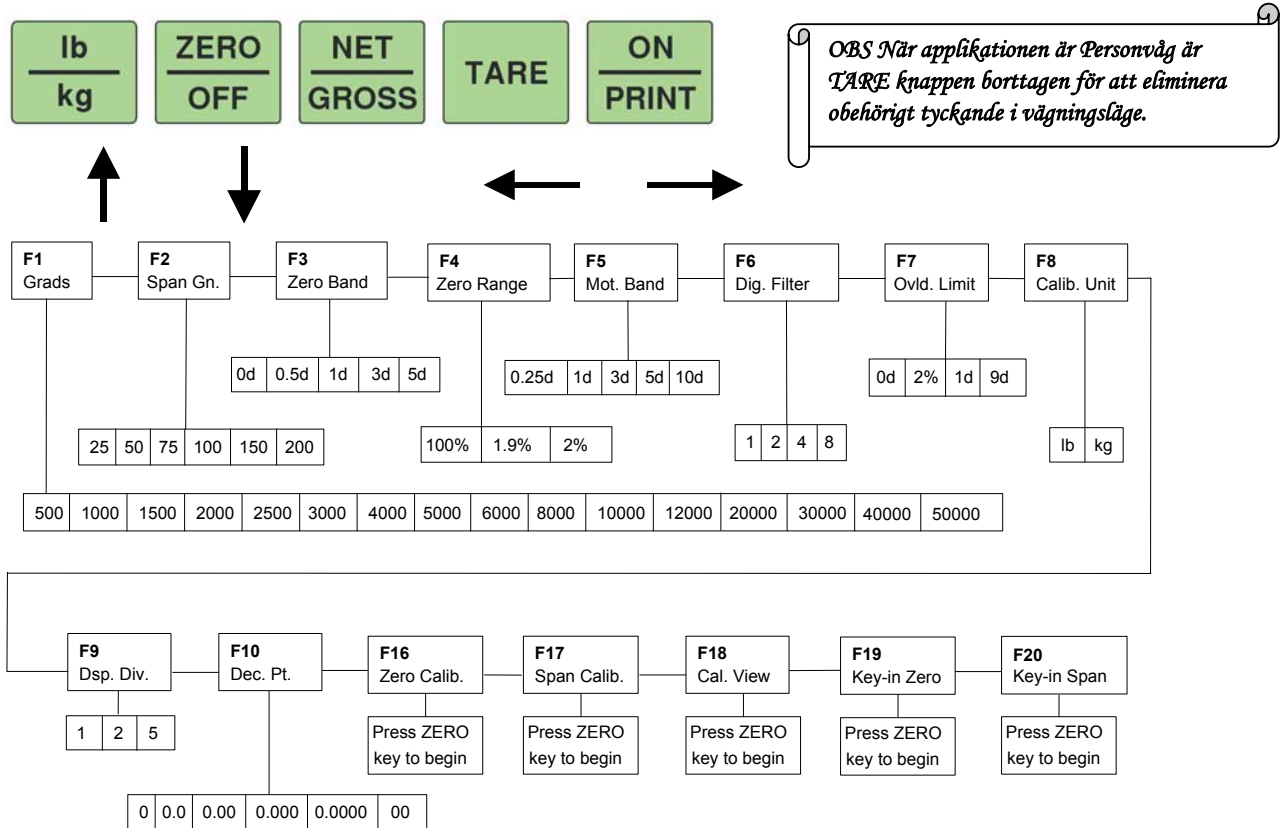 lb
kg
ZERO
OFF
NET
GROSS
TARE
ON
PRINT
OBS När applikationen är Personvåg är
TARE knappen borttagen för att eliminera
obehörigt tyckande i vägningsläge.
F1
Grads
F2
Span Gn.
F3
Zero Band
F4
Zero Range
F5
Mot. Band
F6
Dig. Filter
F7
Ovld. Limit
F8
Calib. Unit
0d 0.5d 1d 3d 5d
0.25d 1d 3d 5d 10d
0d 2% 1d 9d
25 50 75 100 150 200
100% 1.9% 2%
1 2 4 8
lb kg
500 1000 1500 2000 2500 3000 4000 5000 6000 8000 10000 12000 20000 30000 40000 50000
F9
Dsp. Div.
F10
Dec. Pt.
F16
Zero Calib.
F17
Span Calib.
F18
Cal. View
F19
Key-in Zero
F20
Key-in Span
1 2 5
Press ZERO
key to begin
Press ZERO
key to begin
Press ZERO
key to begin
Press ZERO
key to begin
Press ZERO
key to begin
0 0.0 0.00 0.000 0.0000 00